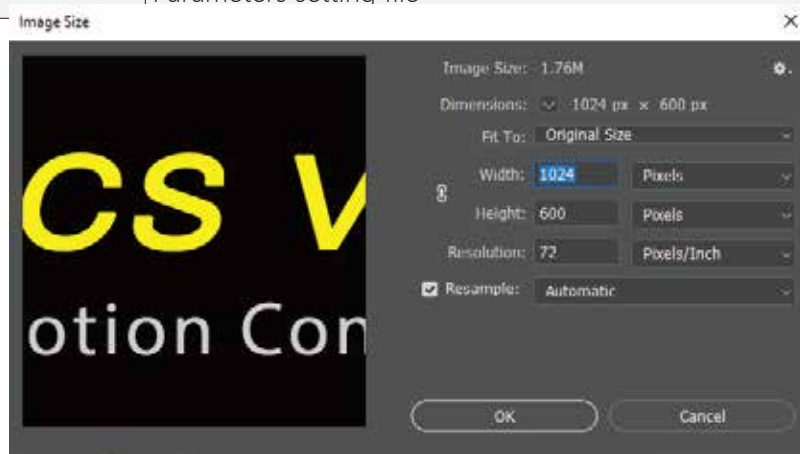 Parameters setting file
Image Size
Image Size: 1.76M
Dimensions: 1024 px × 600 px
Fit To: Original Size
Width: 1024 Pixels
Height: 600 Pixels
Resolution: 72 Pixels/Inch
Resample: Automatic
CS V
otion Con
OK Cancel